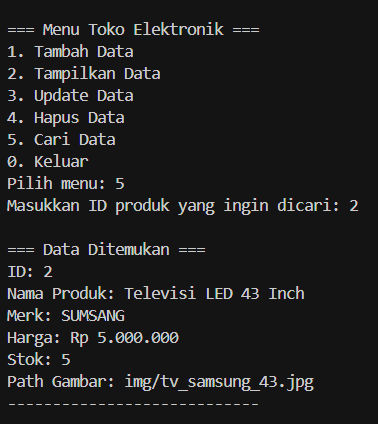 === Menu Toko Elektronik ===
1. Tambah Data
2. Tampilkan Data
3. Update Data
4. Hapus Data
5. Cari Data
0. Keluar
Pilih menu: 5
Masukkan ID produk yang ingin dicari: 2

=== Data Ditemukan ===
ID: 2
Nama Produk: Televisi LED 43 Inch
Merk: SUMSANG
Harga: Rp 5.000.000
Stok: 5
Path Gambar: img/tv_samsung_43.jpg
----------------------------